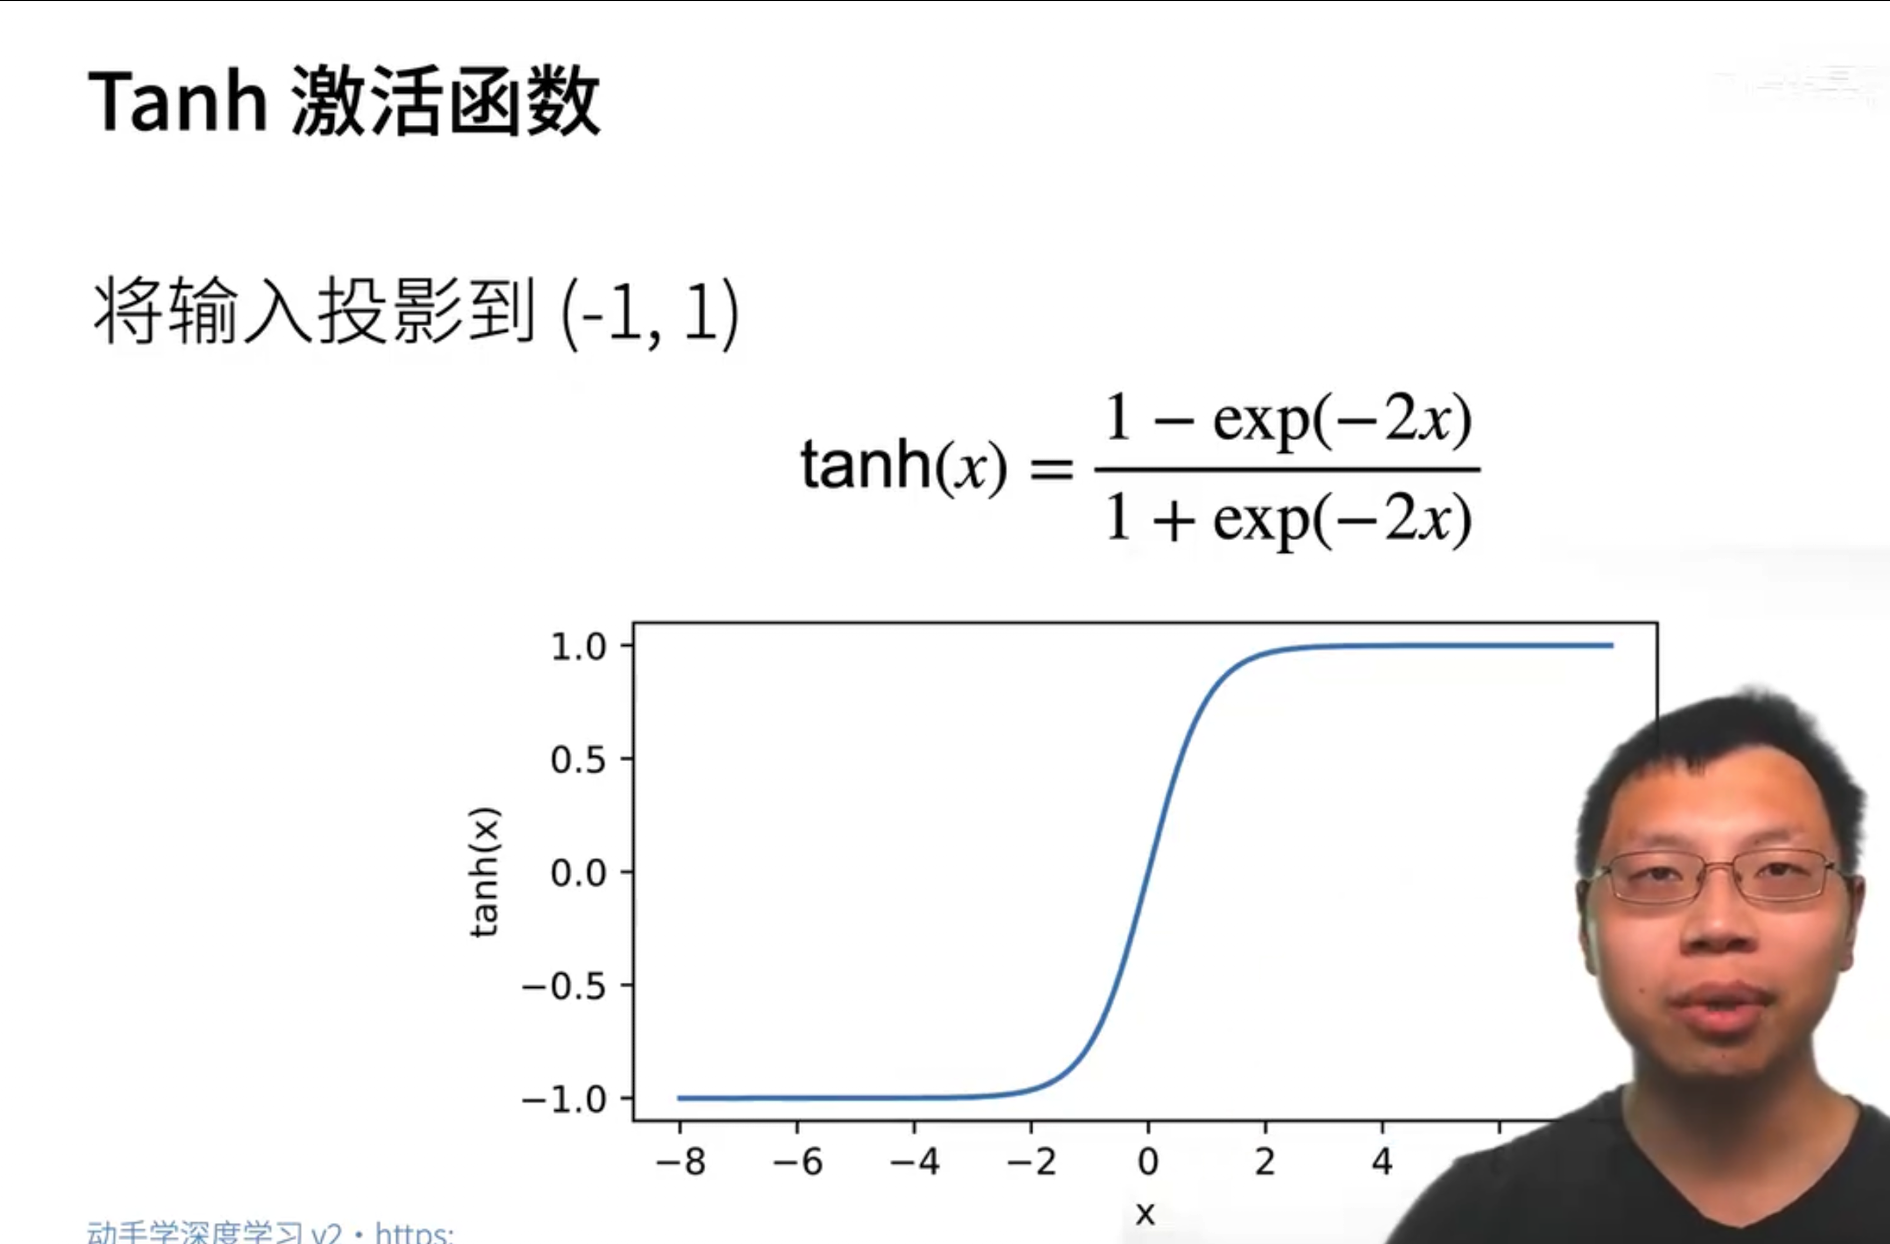 Tanh 激活函数
将输入投影到 (-1, 1)
tanh(x) = \frac{1 − exp(−2x)}{1 + exp(−2x)}
1.0
0.5
0.0
−0.5
−1.0
tanh(x)
−8 −6 −4 −2 0 2 4
x
动手学深度学习 v2 · https: